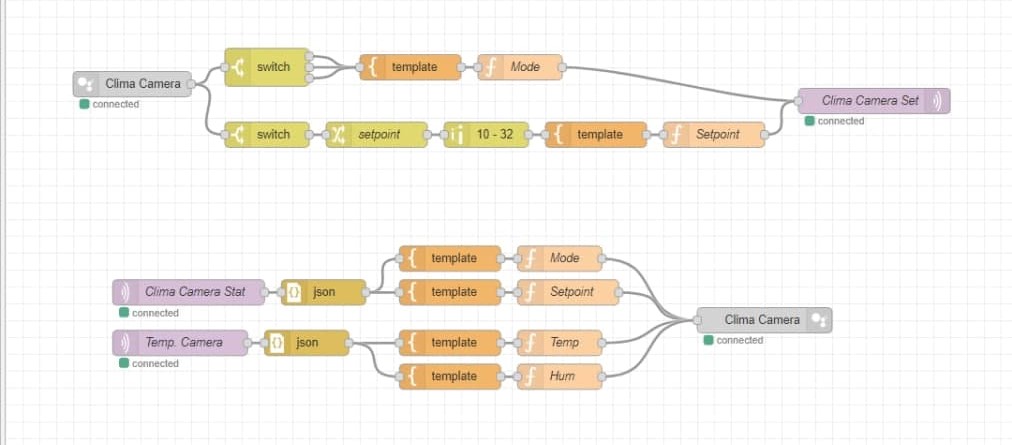 switch
template
Mode
Clima Camera
connected
Clima Camera Set
connected
switch
setpoint
10 - 32
template
Setpoint
template
Mode
Clima Camera Stat
json
template
Setpoint
connected
Clima Camera
connected
Temp. Camera
json
template
Temp
connected
template
Hum